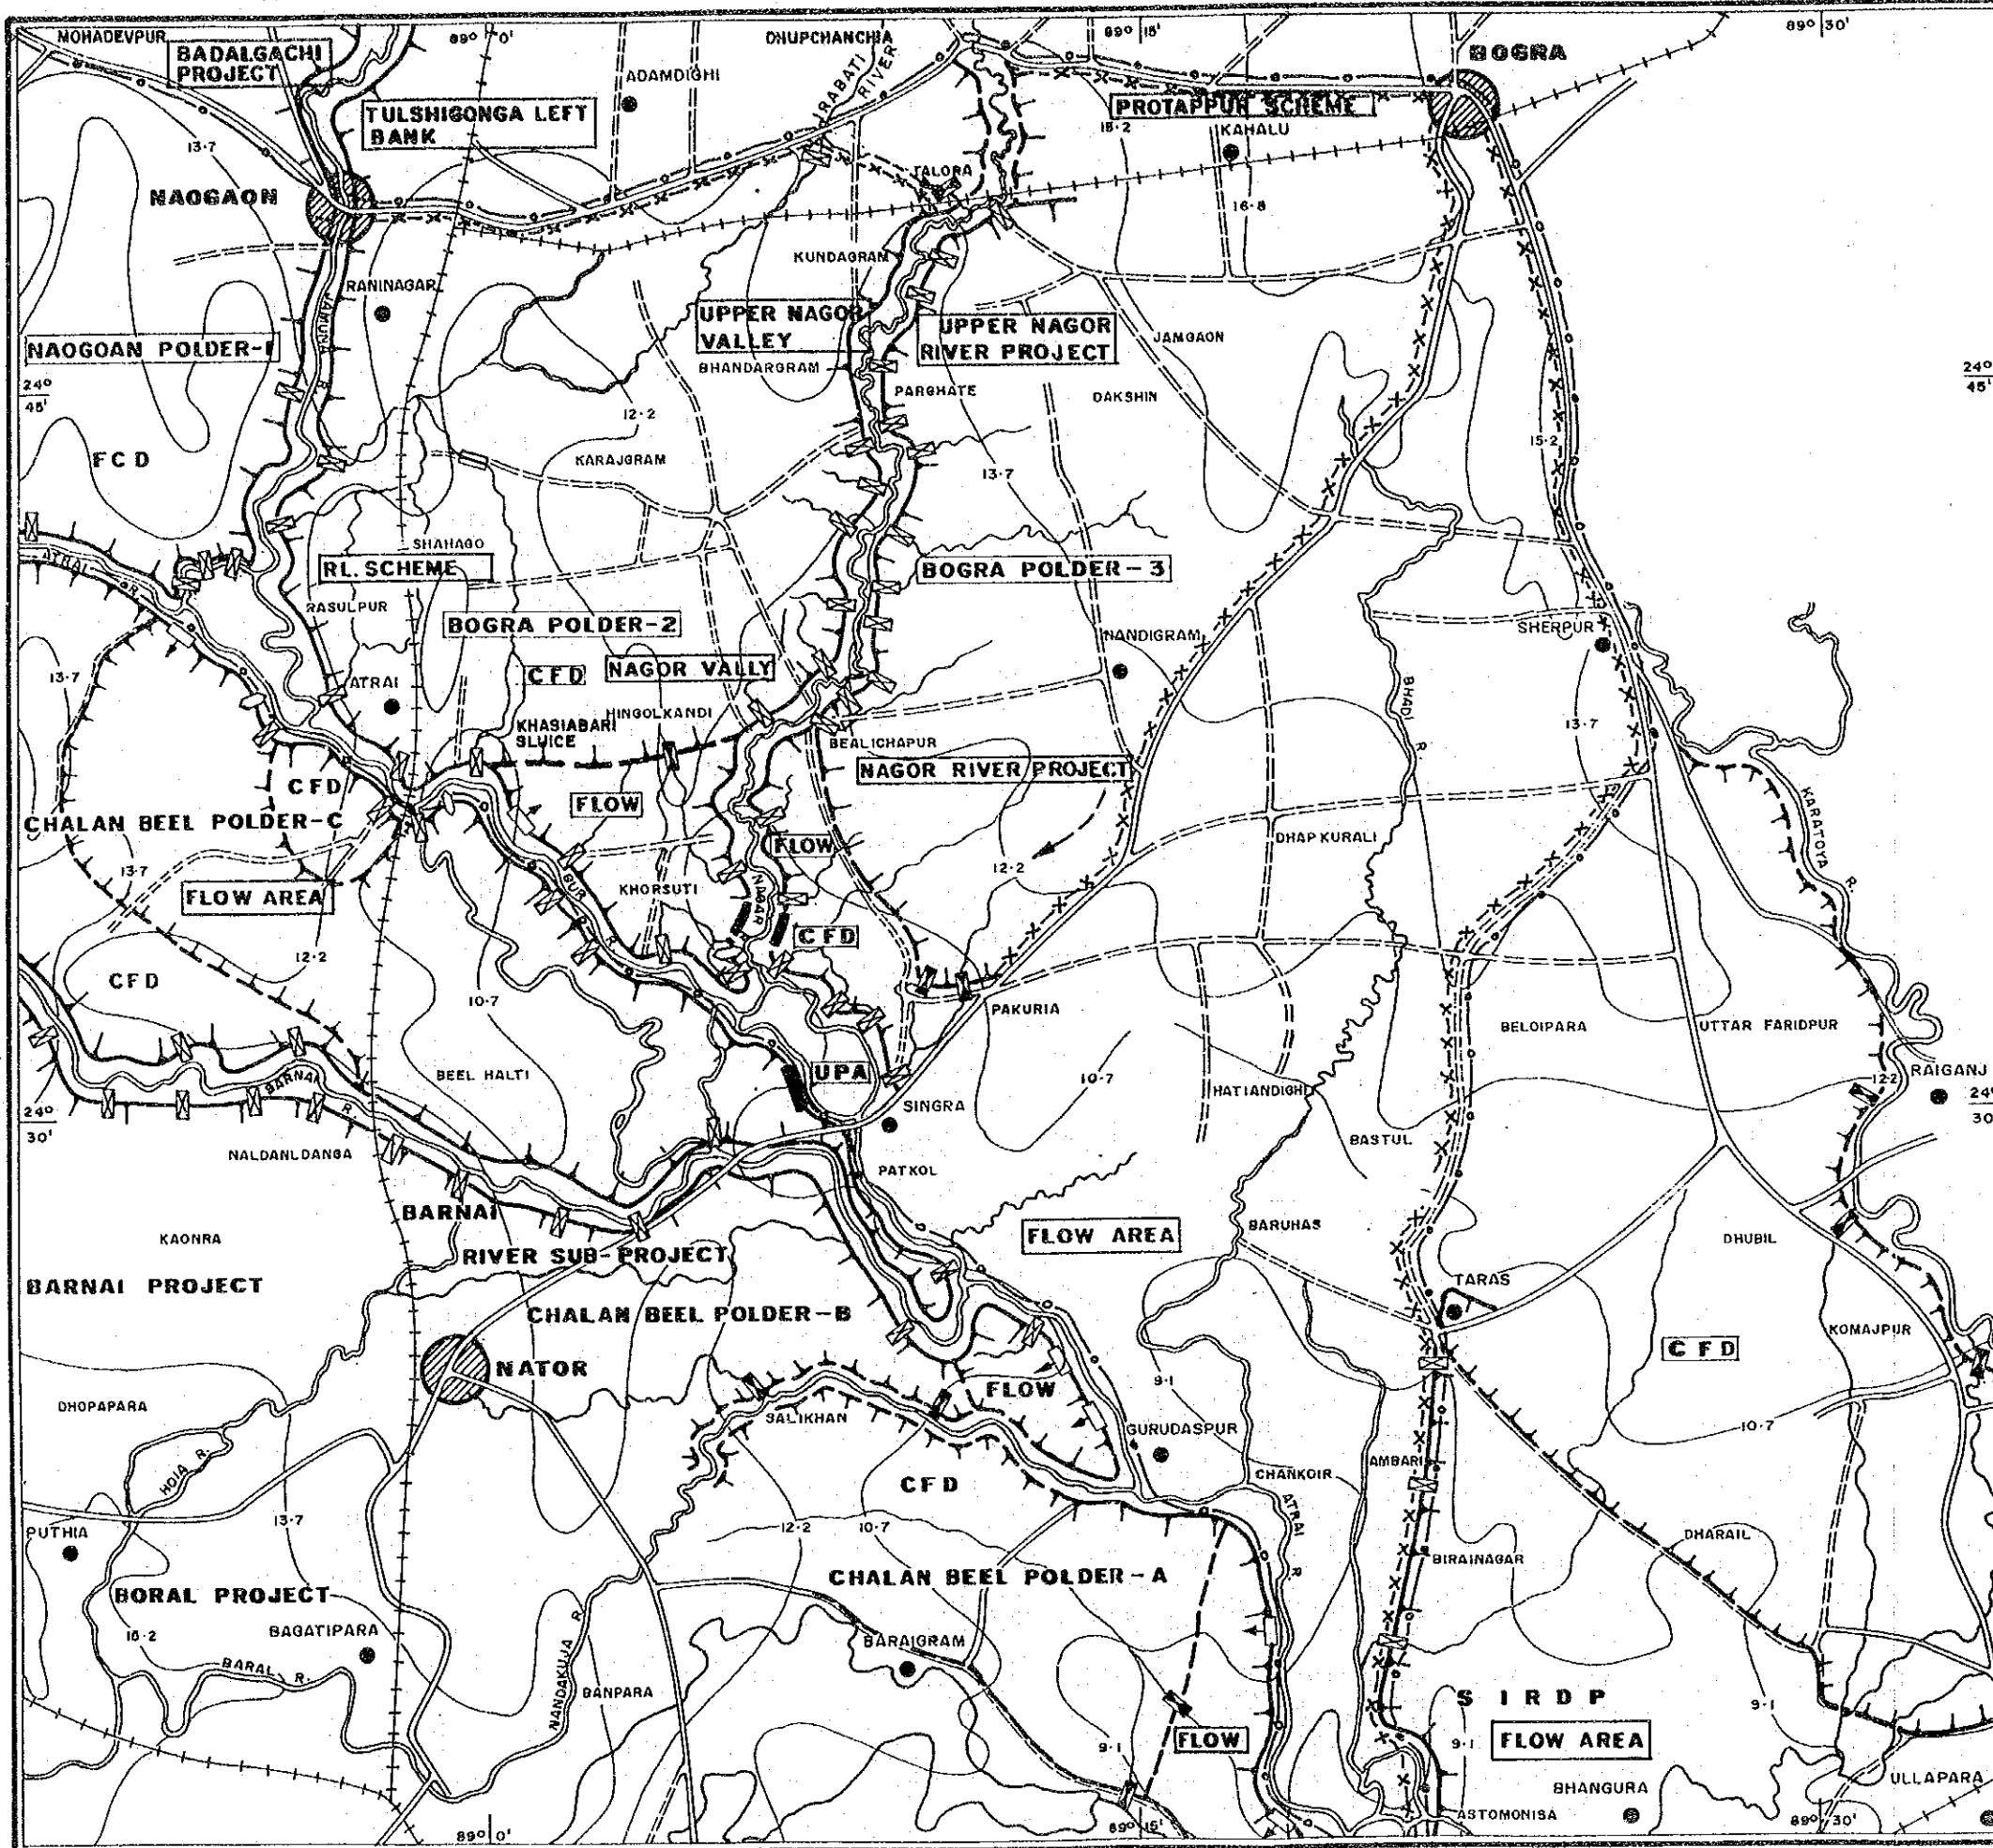 MOHADEVPUR
89° 0'
DHUPCHANCHIA
89° 15'
89° 30'
BADALGACHI
PROJECT
ADAMDIGHI
IRABATI
RIVER
BOGRA
TULSHIGONGA LEFT
BANK
PROTAPPUR SCHEME
13·7
15·2
KAHALU
NAOGAON
TALORA
16·8
KUNDAGRAM
RANINAGAR
JAMUNA R.
UPPER NAGOR
VALLEY
UPPER NAGOR
RIVER PROJECT
JAMGAON
NAOGOAN POLDER-1
BHANDARGRAM
24°
45'
24°
45'
PARGHATE
DAKSHIN
12·2
15·2
FCD
KARAJGRAM
13·7
SHAHAGO
ATRAI R.
RL. SCHEME
BOGRA POLDER-3
RASULPUR
BOGRA POLDER-2
NANDIGRAM
SHERPUR
CFD
NAGOR VALLY
13·7
ATRAI
BHADI R.
HINGOLKANDI
KHASIABARI
SLUICE
BEALICHAPUR
13·7
NAGOR RIVER PROJECT
CFD
FLOW
KARATOYA R.
CHALAN BEEL POLDER-C
FLOW
DHAP KURALI
13·7
12·2
FLOW AREA
GUR R.
KHORSUTI
NAGAR
CFD
12·2
CFD
10·7
PAKURIA
BELOIPARA
UTTAR FARIDPUR
BEEL HALTI
UPA
10·7
12·2
RAIGANJ
BARNAI R.
HATIANDIGHI
24°
30'
24°
30'
SINGRA
BASTUL
NALDANLDANGA
PATKOL
BARNAI
RIVER SUB-PROJECT
BARUHAS
FLOW AREA
KAONRA
DHUBIL
BARNAI PROJECT
TARAS
CHALAN BEEL POLDER-B
KOMAJPUR
CFD
NATOR
9·1
FLOW
DHOPAPARA
SALIKHAN
GURUDASPUR
10·7
HOIA R.
CFD
CHANKOIR
AMBARI
ATRAI R.
13·7
12·2
10·7
PUTHIA
DHARAIL
BIRAINAGAR
BORAL PROJECT
CHALAN BEEL POLDER-A
15·2
BAGATIPARA
BARAIGRAM
BARAL R.
NANDAKUJA R.
BANPARA
SIRDP
9·1
FLOW
9·1
9·1
FLOW AREA
BHANGURA
ULLAPARA
ASTOMONISA
89° 0'
89° 15'
89° 30'